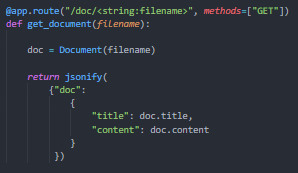 @app.route("/doc/<string:filename>", methods=["GET"])
def get_document(filename):
doc = Document(filename)
return jsonify(
{"doc":
{
"title": doc.title,
"content": doc.content
}
})